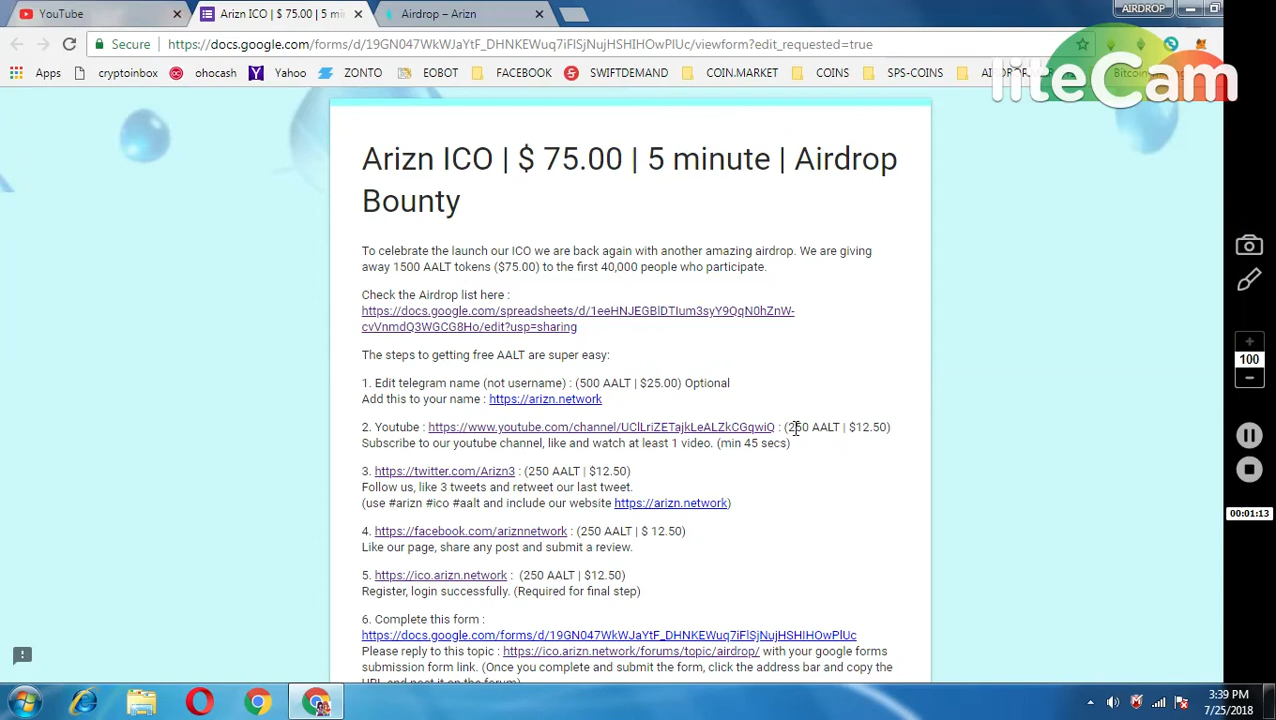 YouTube
Arizn ICO | $ 75.00 | 5 min
Airdrop – Arizn
AIRDROP
Secure
https://docs.google.com/forms/d/19GN047WkWJaYtF_DHNKEWuq7iFlSjNujHSHIHOwPlUc/viewform?edit_requested=true
Apps cryptoinbox ohocash Yahoo EOBOT FACEBOOK SWIFTDEMAND COIN.MARKET COINS SPS-COINS
liteCam
Arizn ICO | $ 75.00 | 5 minute | Airdrop
Bounty
To celebrate the launch our ICO we are back again with another amazing airdrop. We are giving
away 1500 AALT tokens ($75.00) to the first 40,000 people who participate.
Check the Airdrop list here :
https://docs.google.com/spreadsheets/d/1eeHNJEGBlDTIum3syY9QqN0hZnW-
cvVnmdQ3WGCG8Ho/edit?usp=sharing
The steps to getting free AALT are super easy:
1. Edit telegram name (not username) : (500 AALT | $25.00) Optional
Add this to your name : https://arizn.network
2. Youtube : https://www.youtube.com/channel/UClLriZETajkLeALZkCGqwiQ : (250 AALT | $12.50)
Subscribe to our youtube channel, like and watch at least 1 video. (min 45 secs)
3. https://twitter.com/Arizn3 : (250 AALT | $12.50)
Follow us, like 3 tweets and retweet our last tweet.
(use #arizn #ico #aalt and include our website https://arizn.network)
4. https://facebook.com/ariznnetwork : (250 AALT | $ 12.50)
Like our page, share any post and submit a review.
5. https://ico.arizn.network : (250 AALT | $12.50)
Register, login successfully. (Required for final step)
6. Complete this form :
https://docs.google.com/forms/d/19GN047WkWJaYtF_DHNKEWuq7iFlSjNujHSHIHOwPlUc
Please reply to this topic : https://ico.arizn.network/forums/topic/airdrop/ with your google forms
submission form link. (Once you complete and submit the form, click the address bar and copy the
URL and post it on the forum)
100
00:01:13
3:39 PM
7/25/2018